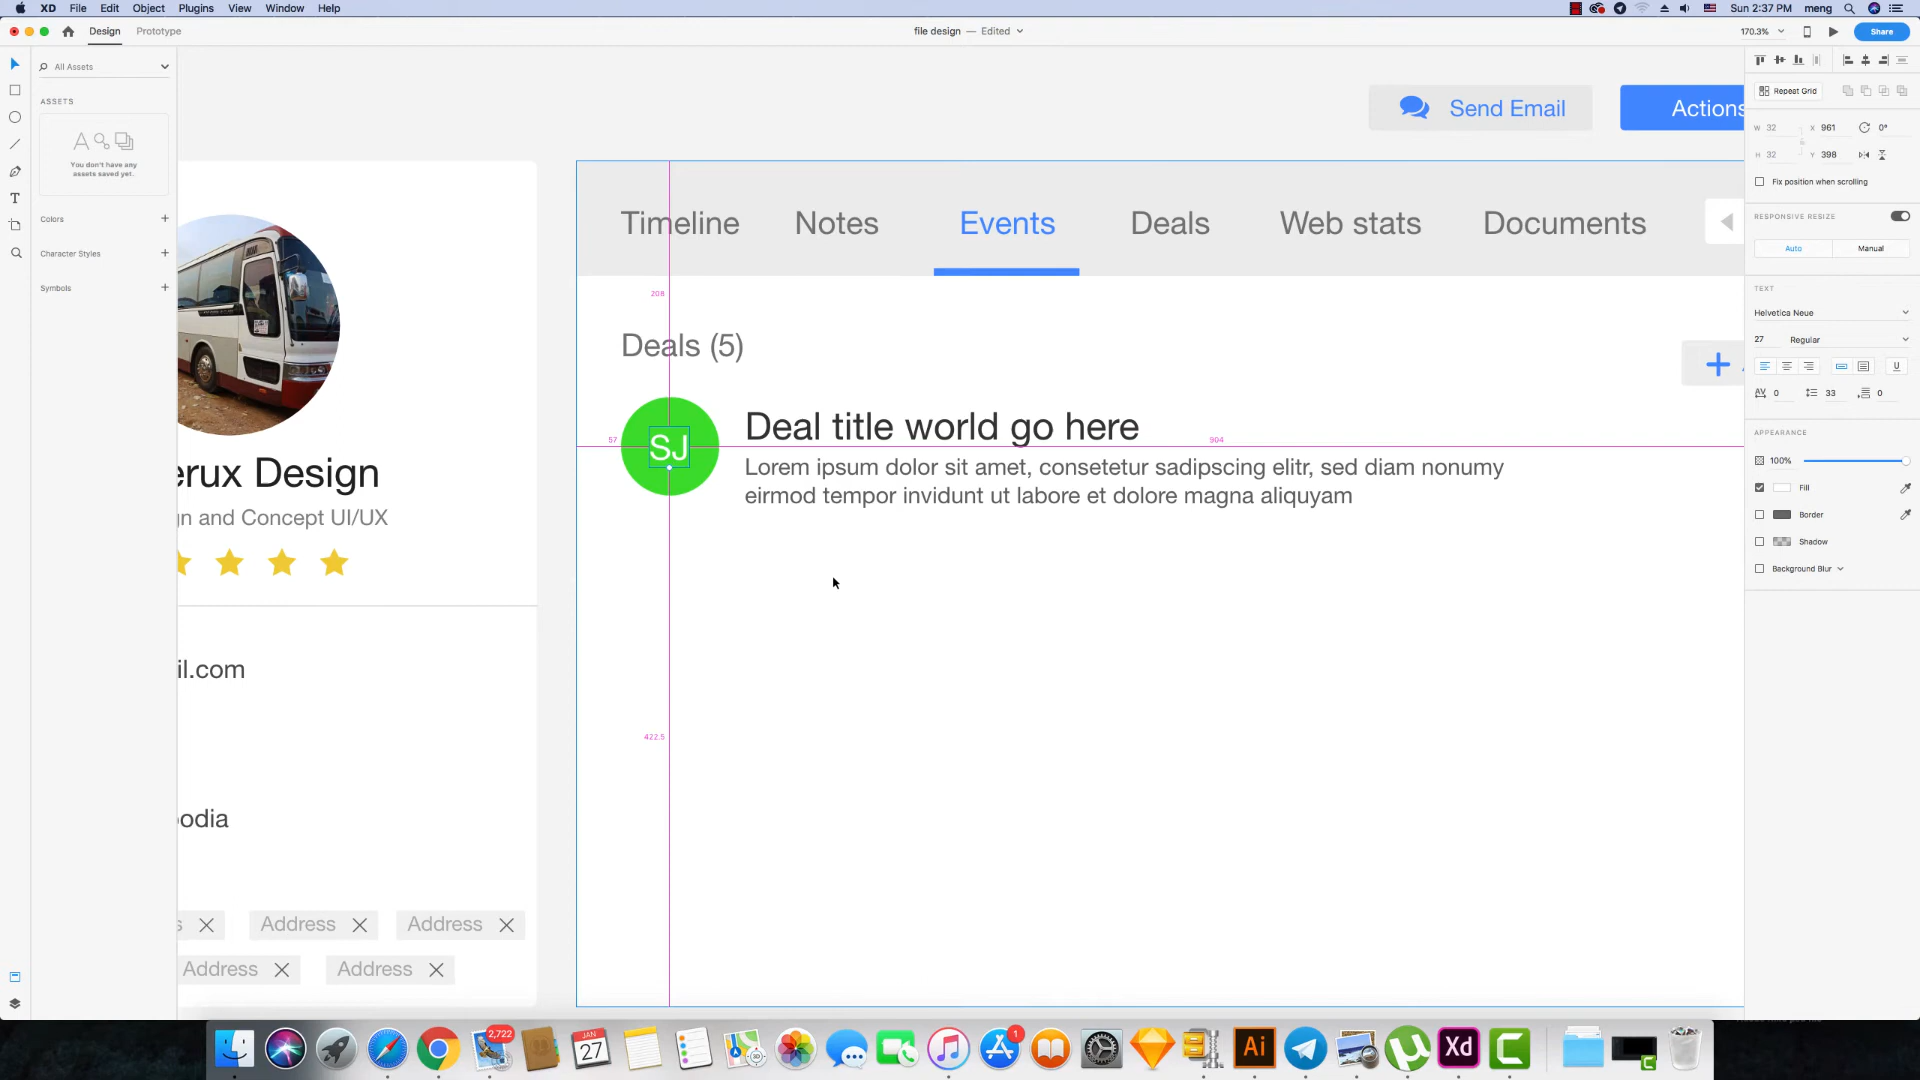 XD File Edit Object Plugins View Window Help
Sun 2:37 PM meng
Design Prototype
file design — Edited
170.3%
Share
All Assets
ASSETS
You don't have any
assets saved yet.
Colors
Character Styles
Symbols
Send Email
Actions
Timeline Notes Events Deals Web stats Documents
208
Deals (5)
SJ
57
904
Deal title world go here
Lorem ipsum dolor sit amet, consetetur sadipscing elitr, sed diam nonumy
eirmod tempor invidunt ut labore et dolore magna aliquyam
422.5
erux Design
gn and Concept UI/UX
il.com
odia
s
Address
Address
Address
Address
Repeat Grid
W 32 X 961 0°
H 32 Y 398
Fix position when scrolling
RESPONSIVE RESIZE
Auto Manual
TEXT
Helvetica Neue
27 Regular
0 33 0
APPEARANCE
100%
Fill
Border
Shadow
Background Blur
2,722
JAN
27
1
Ai
Xd